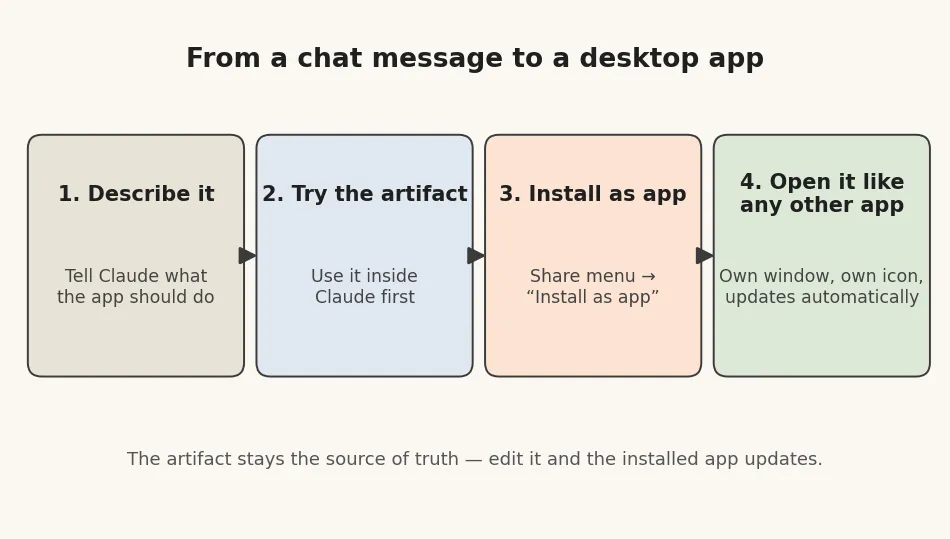 From a chat message to a desktop app
1. Describe it
Tell Claude what
the app should do
2. Try the artifact
Use it inside
Claude first
3. Install as app
Share menu →
“Install as app”
4. Open it like
any other app
Own window, own icon,
updates automatically
The artifact stays the source of truth — edit it and the installed app updates.